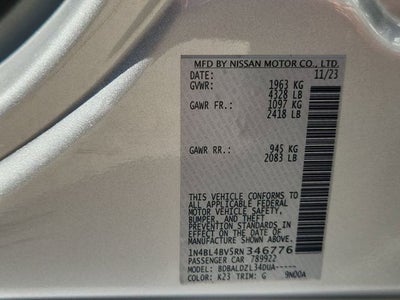 MFD BY NISSAN MOTOR CO., LTD.
DATE: 11/23
GVWR: 1963 KG
4328 LB
GAWR FR.: 1097 KG
2418 LB
GAWR RR.: 945 KG
2083 LB
THIS VEHICLE CONFORMS TO
ALL APPLICABLE FEDERAL
MOTOR VEHICLE SAFETY,
BUMPER, AND THEFT
PREVENTION STANDARDS IN
EFFECT ON THE DATE OF
MANUFACTURE SHOWN ABOVE.
1N4BL4BV5RN346776
PASSENGER CAR 789922
MODEL: BDBALDZL34DUA-----
COLOR: K23 TRIM: G 9N00A